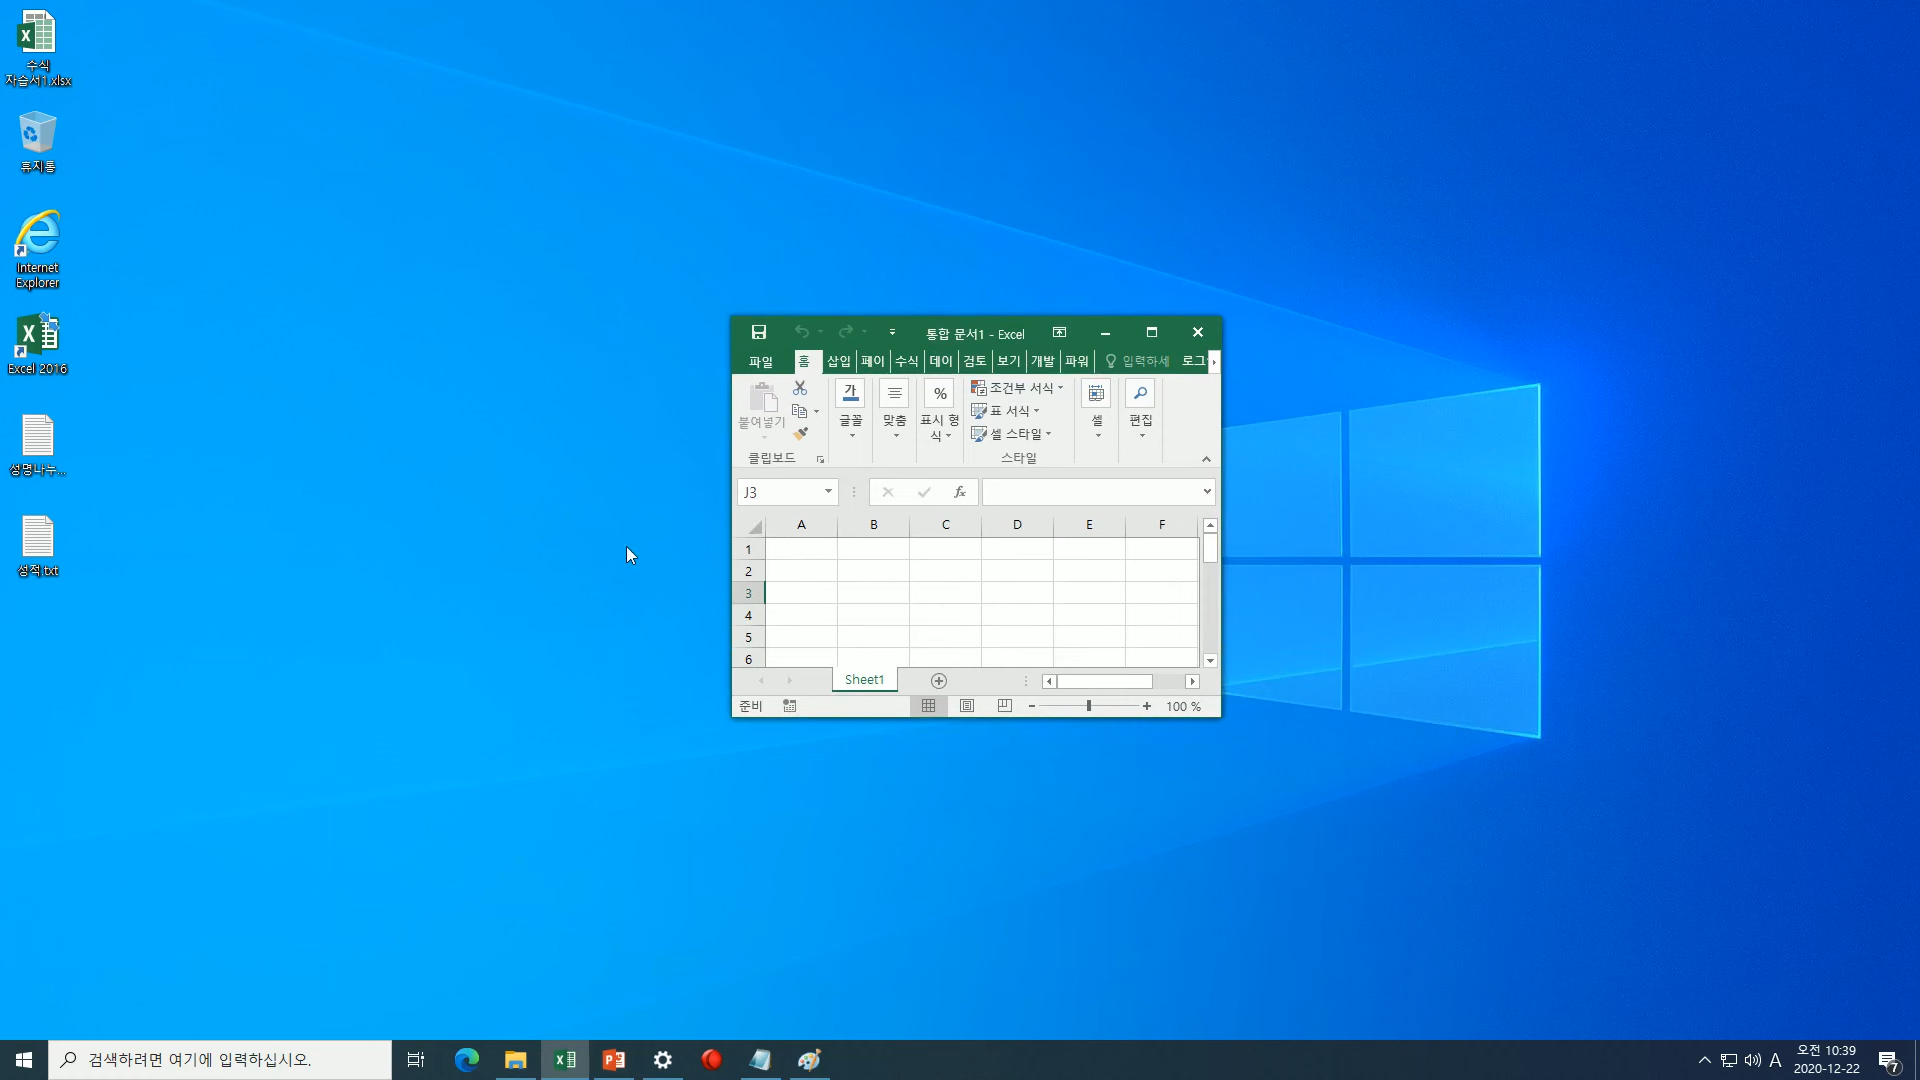 수식
자습서1.xlsx
휴지통
Internet
Explorer
Excel 2016
성명나누...
성적.txt
통합 문서1 - Excel
파일 홈 삽입 페이 수식 데이 검토 보기 개발 파워 입력하세 로그
붙여넣기
클립보드
가
글꼴
맞춤
%
표시 형
식
조건부 서식
표 서식
셀 스타일
스타일
셀
편집
J3
fx
A B C D E F
1
2
3
4
5
6
Sheet1
준비
100 %
검색하려면 여기에 입력하십시오.
A
오전 10:39
2020-12-22
7